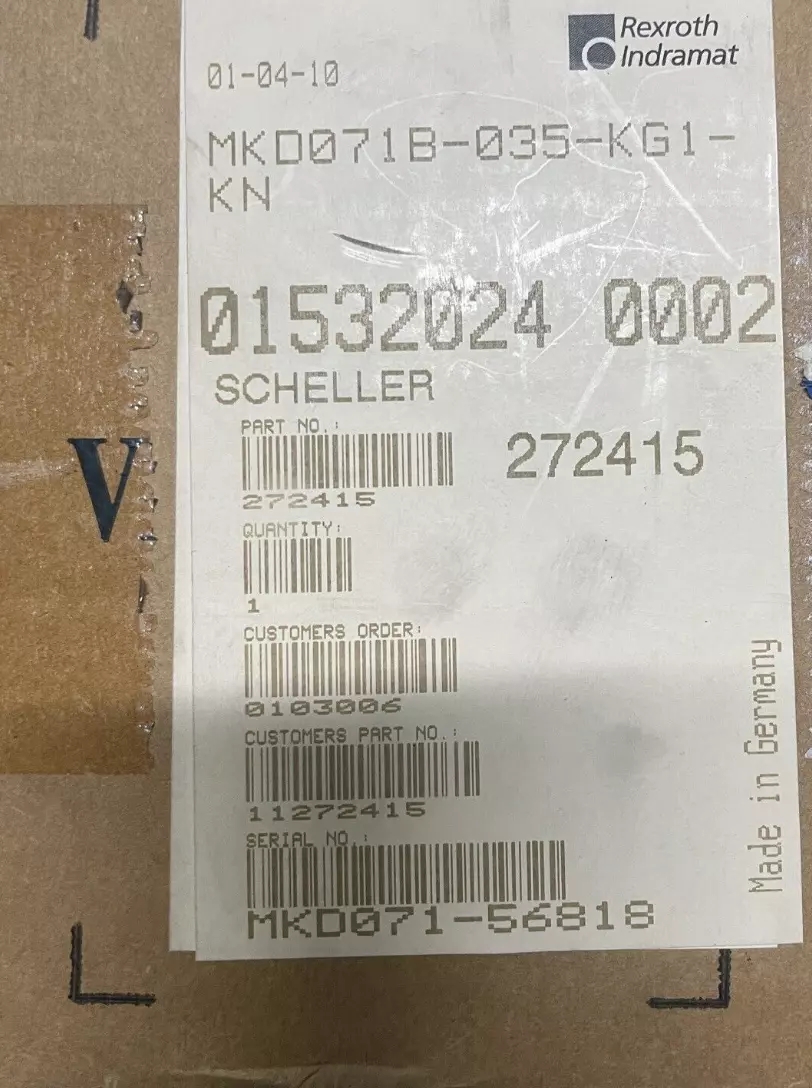 Rexroth
Indramat
01-04-10
MKD071B-035-KG1-
KN
01532024 0002
SCHELLER
PART NO.:
272415
272415
QUANTITY:
1
CUSTOMERS ORDER:
0103006
CUSTOMERS PART NO.:
11272415
SERIAL NO.:
MKD071-56818
Made in Germany
V